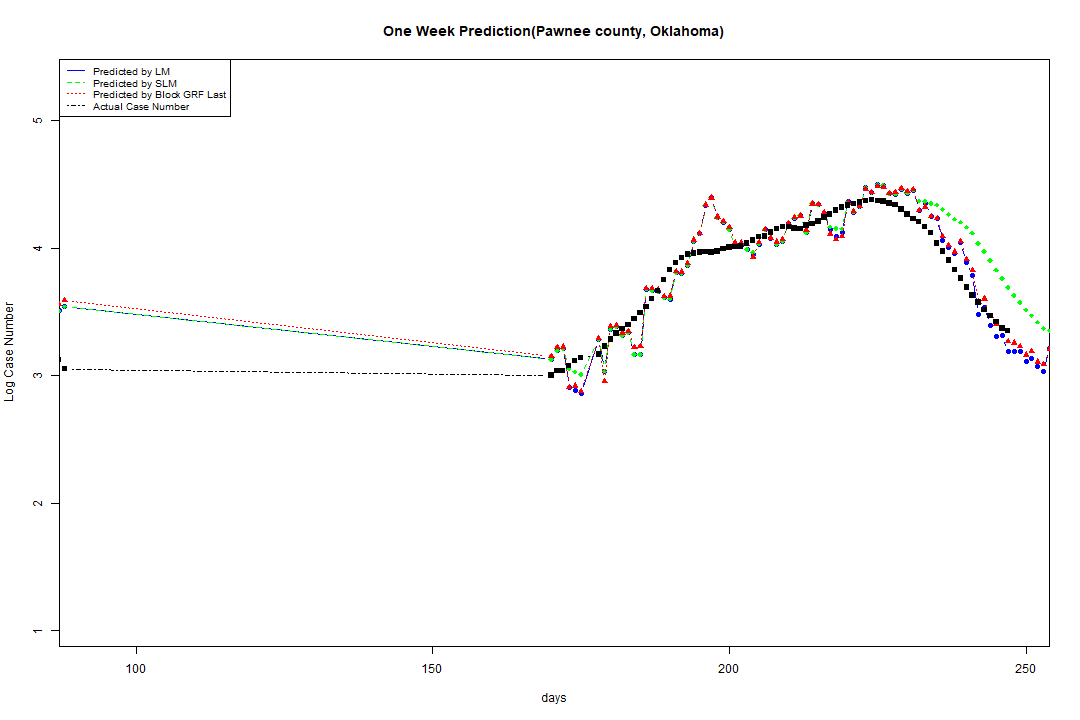 One Week Prediction(Pawnee county, Oklahoma)
Predicted by LM
Predicted by SLM
Predicted by Block GRF Last
Actual Case Number
5
4
3
2
1
Log Case Number
100 150 200 250
days